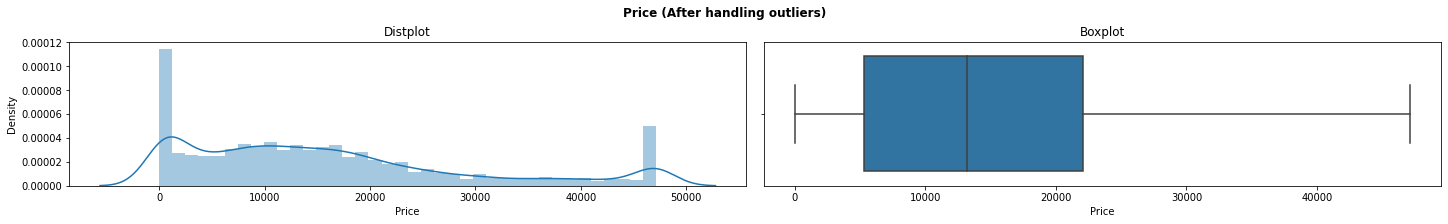 Price (After handling outliers)
Distplot
Boxplot
0.00012
0.00010
0.00008
0.00006
0.00004
0.00002
0.00000
Density
0 10000 20000 30000 40000 50000
Price
0 10000 20000 30000 40000
Price